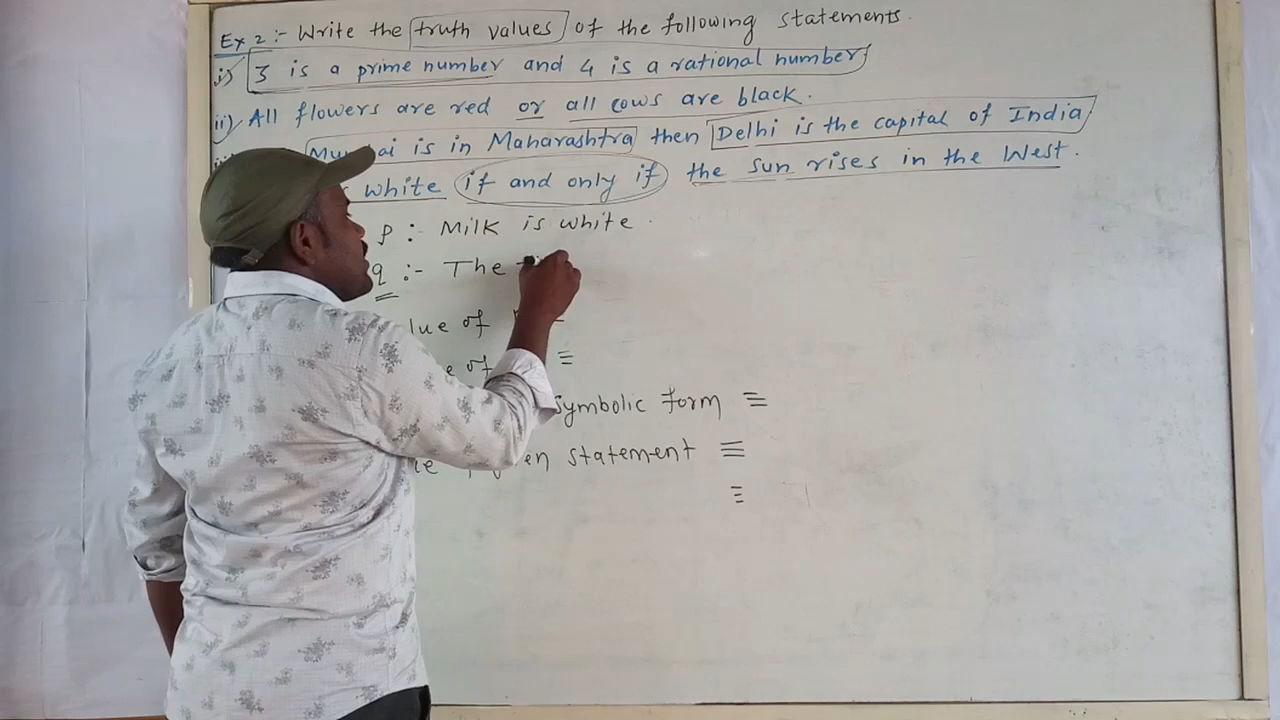 Ex 2 :- Write the truth values of the following statements.
i) 3 is a prime number and 4 is a rational number
ii) All flowers are red or all cows are black.
is in Maharashtra then Delhi is the capital of India
white if and only if the sun rises in the West.
p :- Milk is white.
q :- The
of
of ≡
symbolic form ≡
statement ≡
≡